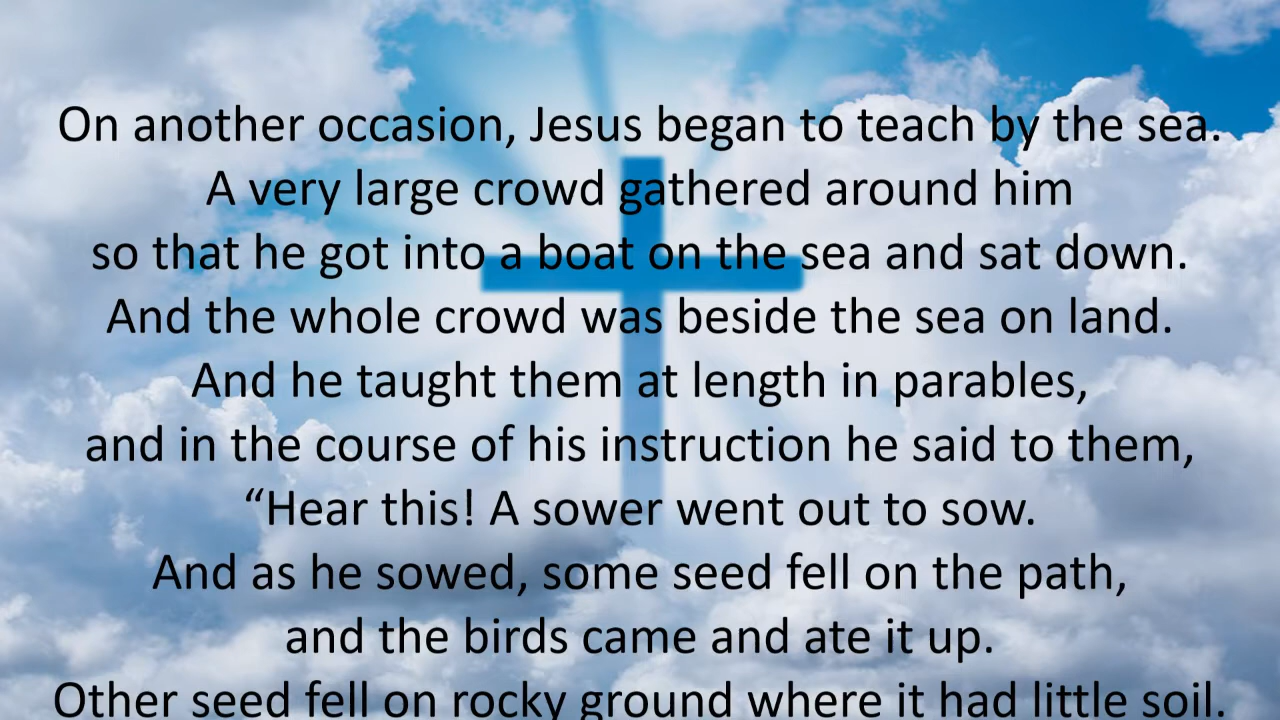 On another occasion, Jesus began to teach by the sea.
A very large crowd gathered around him
so that he got into a boat on the sea and sat down.
And the whole crowd was beside the sea on land.
And he taught them at length in parables,
and in the course of his instruction he said to them,
“Hear this! A sower went out to sow.
And as he sowed, some seed fell on the path,
and the birds came and ate it up.
Other seed fell on rocky ground where it had little soil.